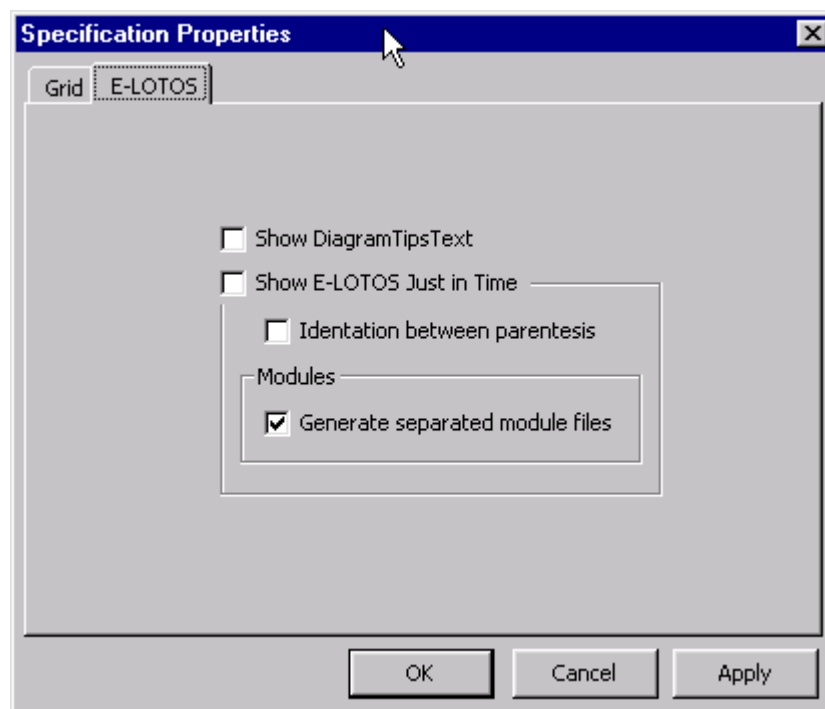 Specification Properties
Grid E-LOTOS
Show DiagramTipsText
Show E-LOTOS Just in Time
Identation between parentesis
Modules
Generate separated module files
OK Cancel Apply